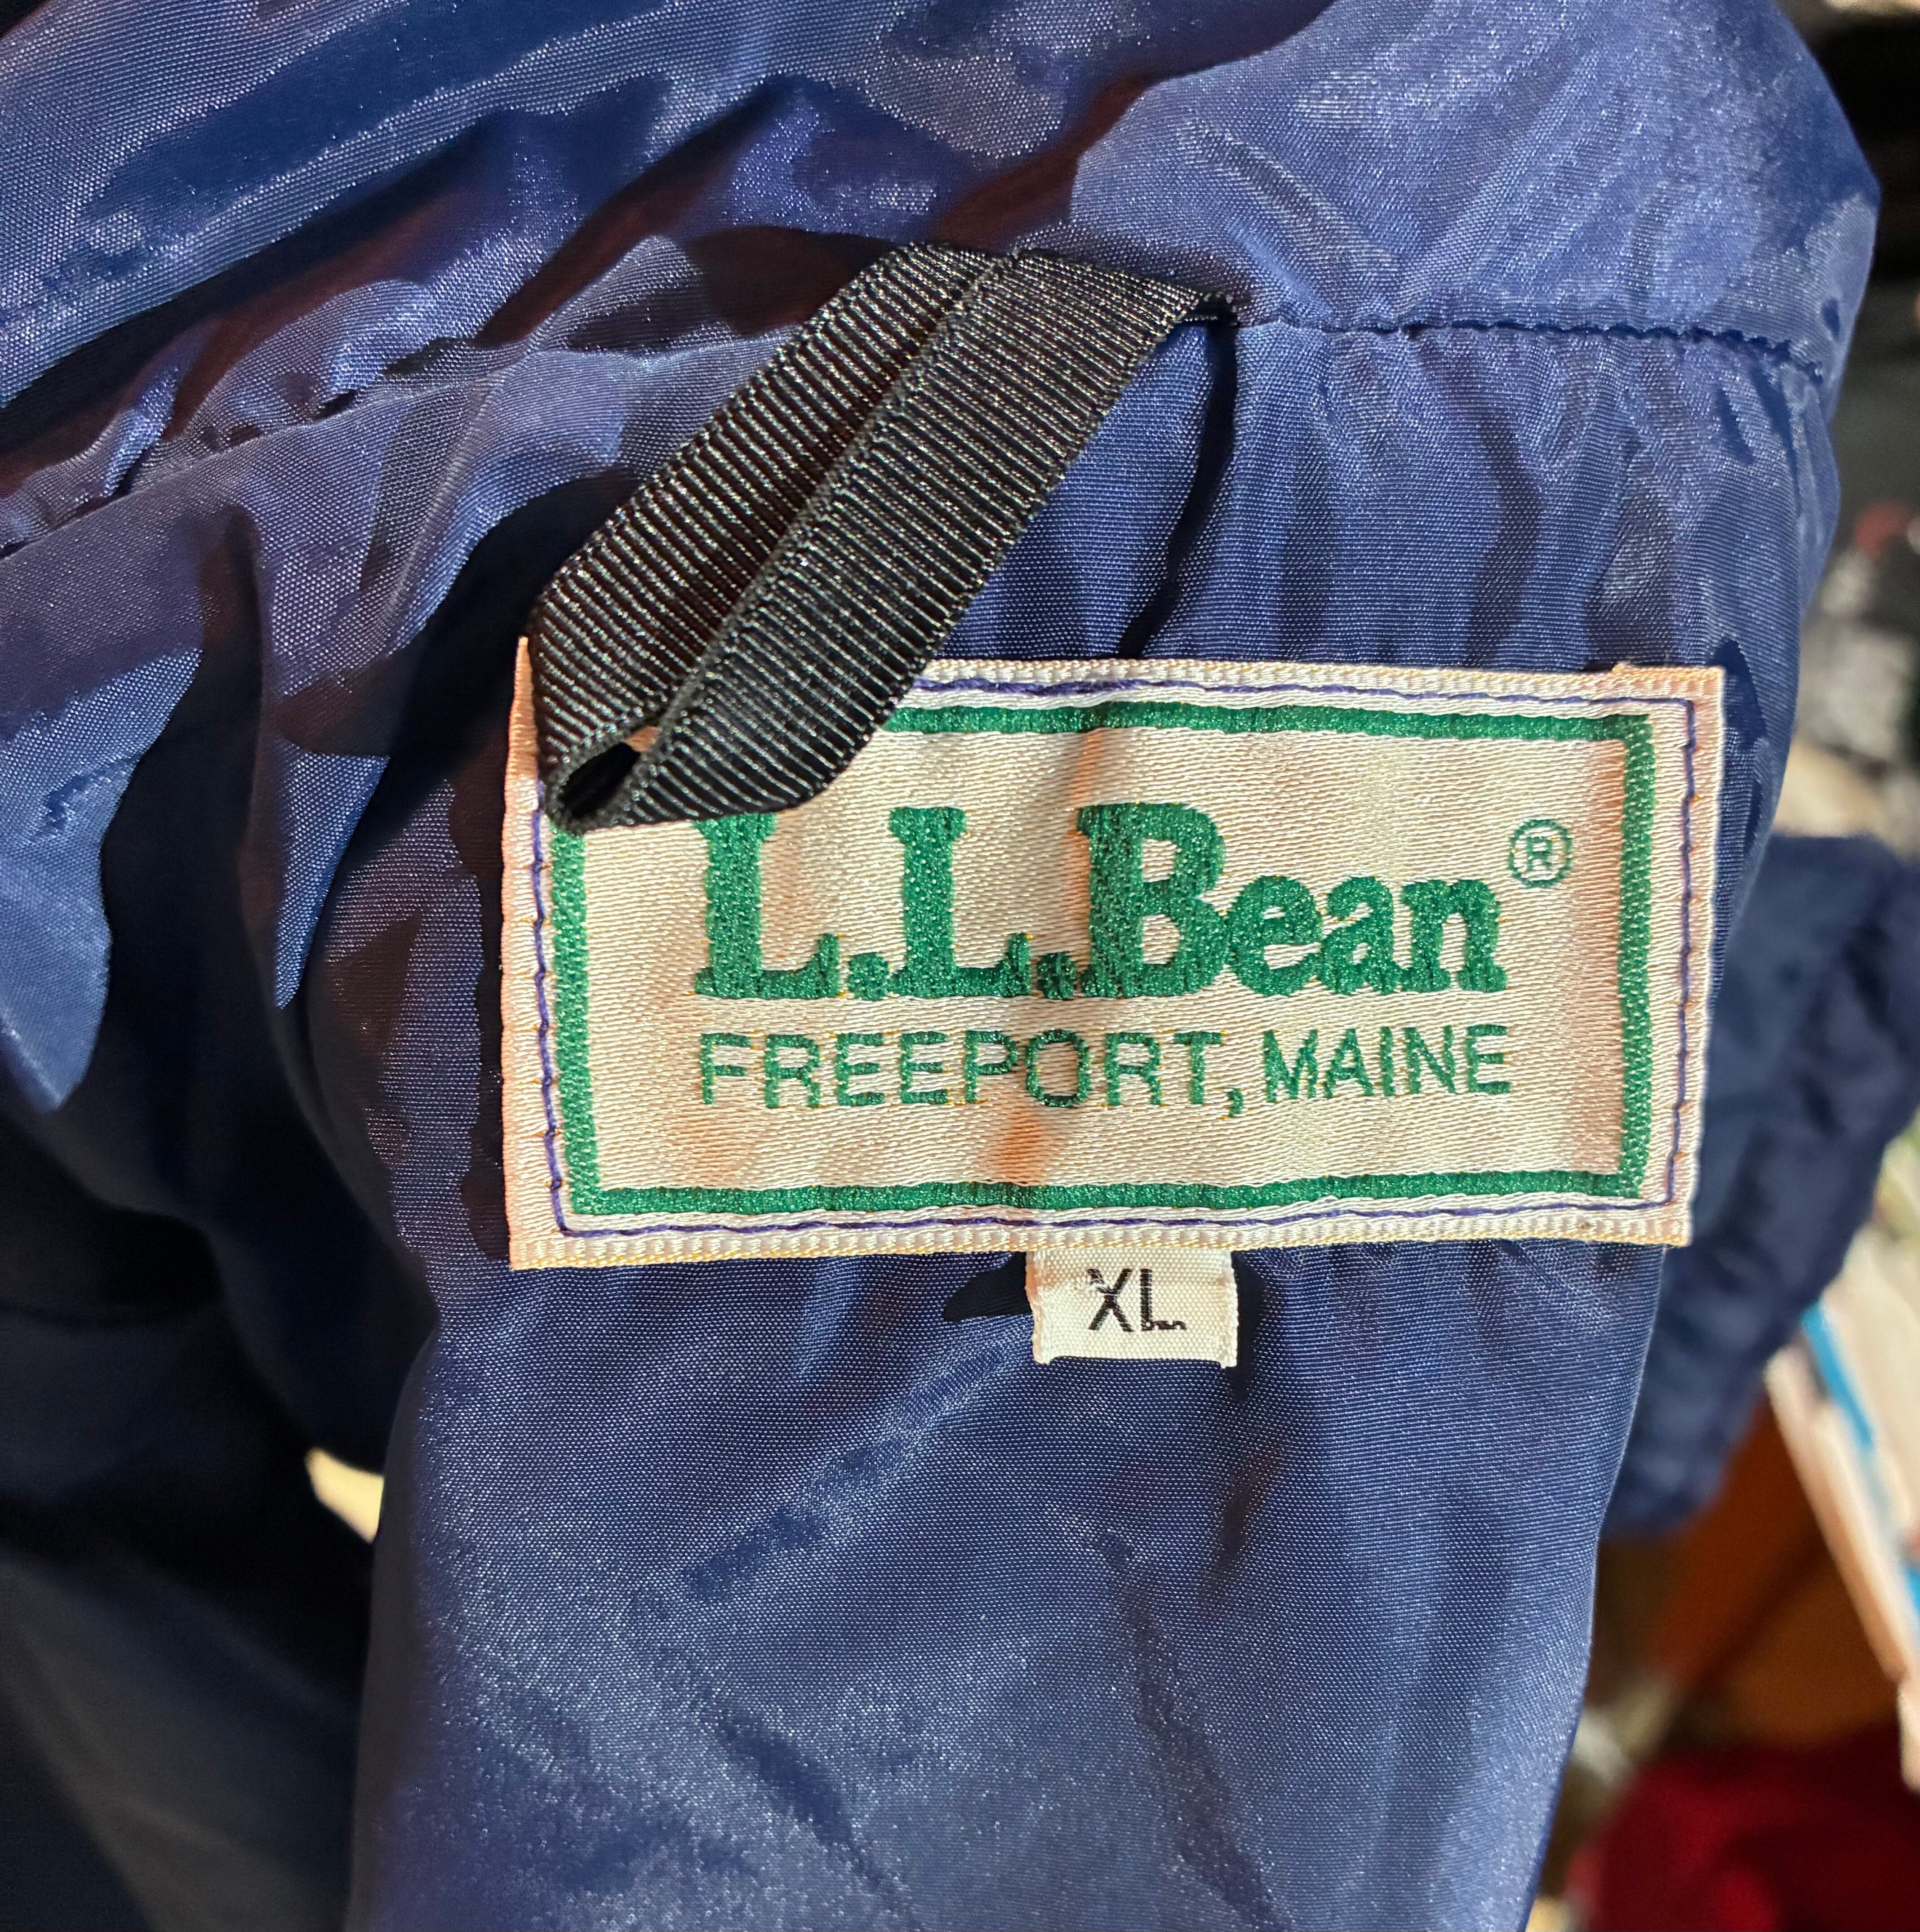 L.L.Bean®
FREEPORT, MAINE
XL